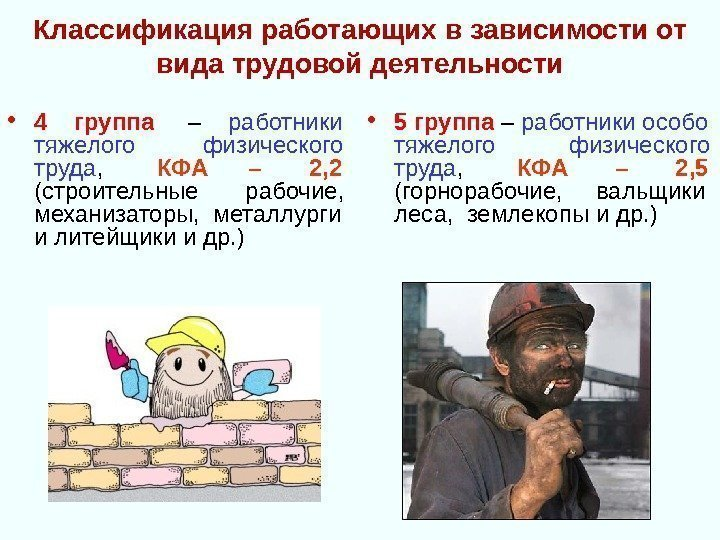 Классификация работающих в зависимости от
вида трудовой деятельности
• 4 группа – работники
тяжелого физического
труда, КФА – 2,2
(строительные рабочие,
механизаторы, металлурги
и литейщики и др. )
• 5 группа – работники особо
тяжелого физического
труда, КФА – 2,5
(горнорабочие, вальщики
леса, землекопы и др. )